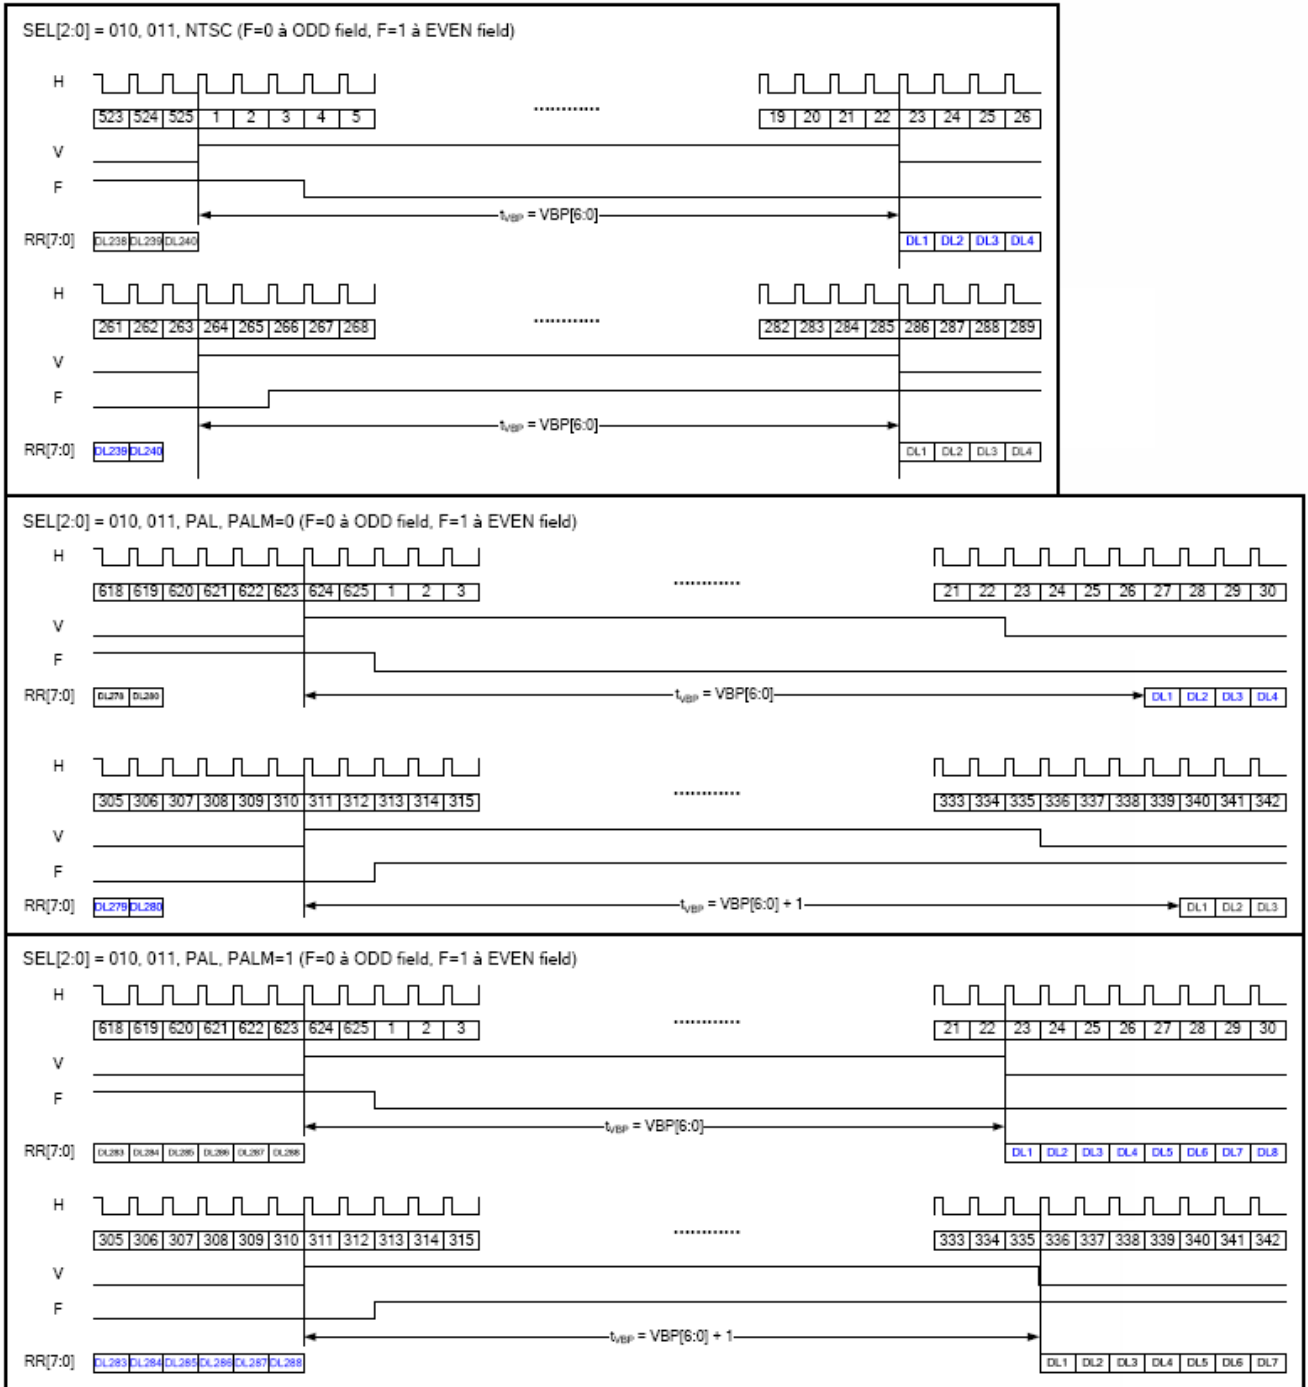 SEL[2:0] = 010, 011, NTSC (F=0 à ODD field, F=1 à EVEN field)
H
523 524 525 1 2 3 4 5 ............ 19 20 21 22 23 24 25 26
V
F
tVBP = VBP[6:0]
RR[7:0] DL238 DL239 DL240 DL1 DL2 DL3 DL4
H
261 262 263 264 265 266 267 268 ............ 282 283 284 285 286 287 288 289
V
F
tVBP = VBP[6:0]
RR[7:0] DL239 DL240 DL1 DL2 DL3 DL4
SEL[2:0] = 010, 011, PAL, PALM=0 (F=0 à ODD field, F=1 à EVEN field)
H
618 619 620 621 622 623 624 625 1 2 3 ............ 21 22 23 24 25 26 27 28 29 30
V
F
RR[7:0] DL280 tVBP = VBP[6:0] DL1 DL2 DL3 DL4
H
305 306 307 308 309 310 311 312 313 314 315 ............ 333 334 335 336 337 338 339 340 341 342
V
F
RR[7:0] DL279 DL280 tVBP = VBP[6:0] + 1 DL1 DL2 DL3
SEL[2:0] = 010, 011, PAL, PALM=1 (F=0 à ODD field, F=1 à EVEN field)
H
618 619 620 621 622 623 624 625 1 2 3 ............ 21 22 23 24 25 26 27 28 29 30
V
F
tVBP = VBP[6:0]
RR[7:0] DL283 DL284 DL285 DL286 DL287 DL288 DL1 DL2 DL3 DL4 DL5 DL6 DL7 DL8
H
305 306 307 308 309 310 311 312 313 314 315 ............ 333 334 335 336 337 338 339 340 341 342
V
F
tVBP = VBP[6:0] + 1
RR[7:0] DL283 DL284 DL285 DL286 DL287 DL288 DL1 DL2 DL3 DL4 DL5 DL6 DL7